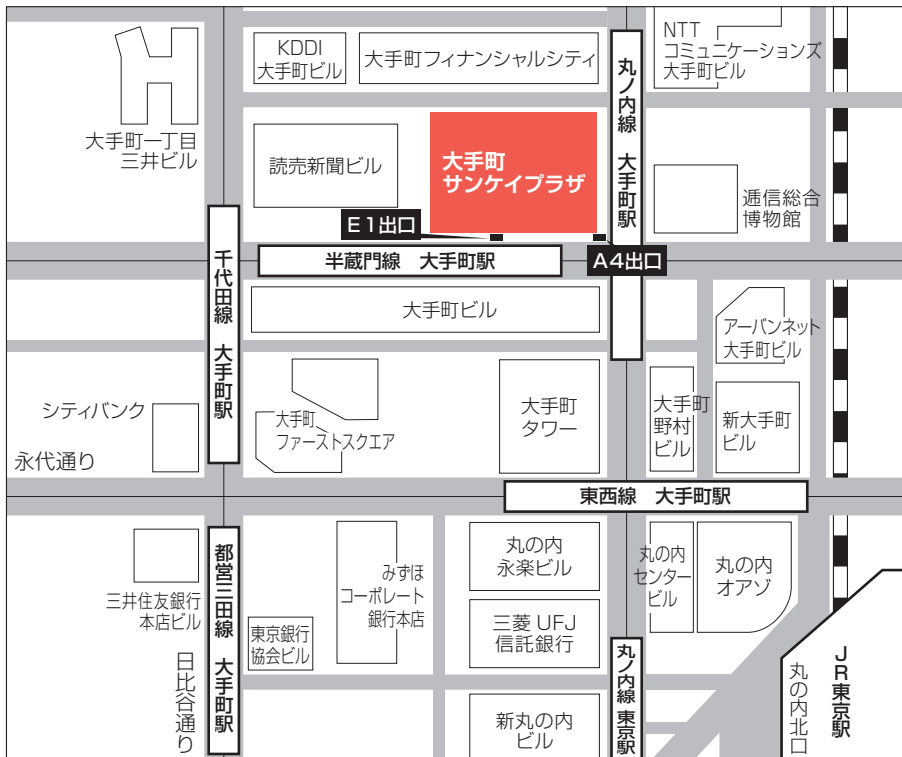 KDDI
大手町ビル
大手町フィナンシャルシティ
NTT
コミュニケーションズ
大手町ビル
丸ノ内線　大手町駅
大手町一丁目
三井ビル
読売新聞ビル
大手町
サンケイプラザ
逓信総合
博物館
E1出口
A4出口
半蔵門線　大手町駅
千代田線　大手町駅
大手町ビル
アーバンネット
大手町ビル
シティバンク
大手町
ファーストスクエア
大手町
タワー
大手町
野村
ビル
新大手町
ビル
永代通り
東西線　大手町駅
都営三田線　大手町駅
三井住友銀行
本店ビル
みずほ
コーポレート
銀行本店
丸の内
永楽ビル
丸の内
センター
ビル
丸の内
オアゾ
東京銀行
協会ビル
三菱 UFJ
信託銀行
日比谷通り
新丸の内
ビル
丸ノ内線 東京駅
丸の内北口
JR東京駅